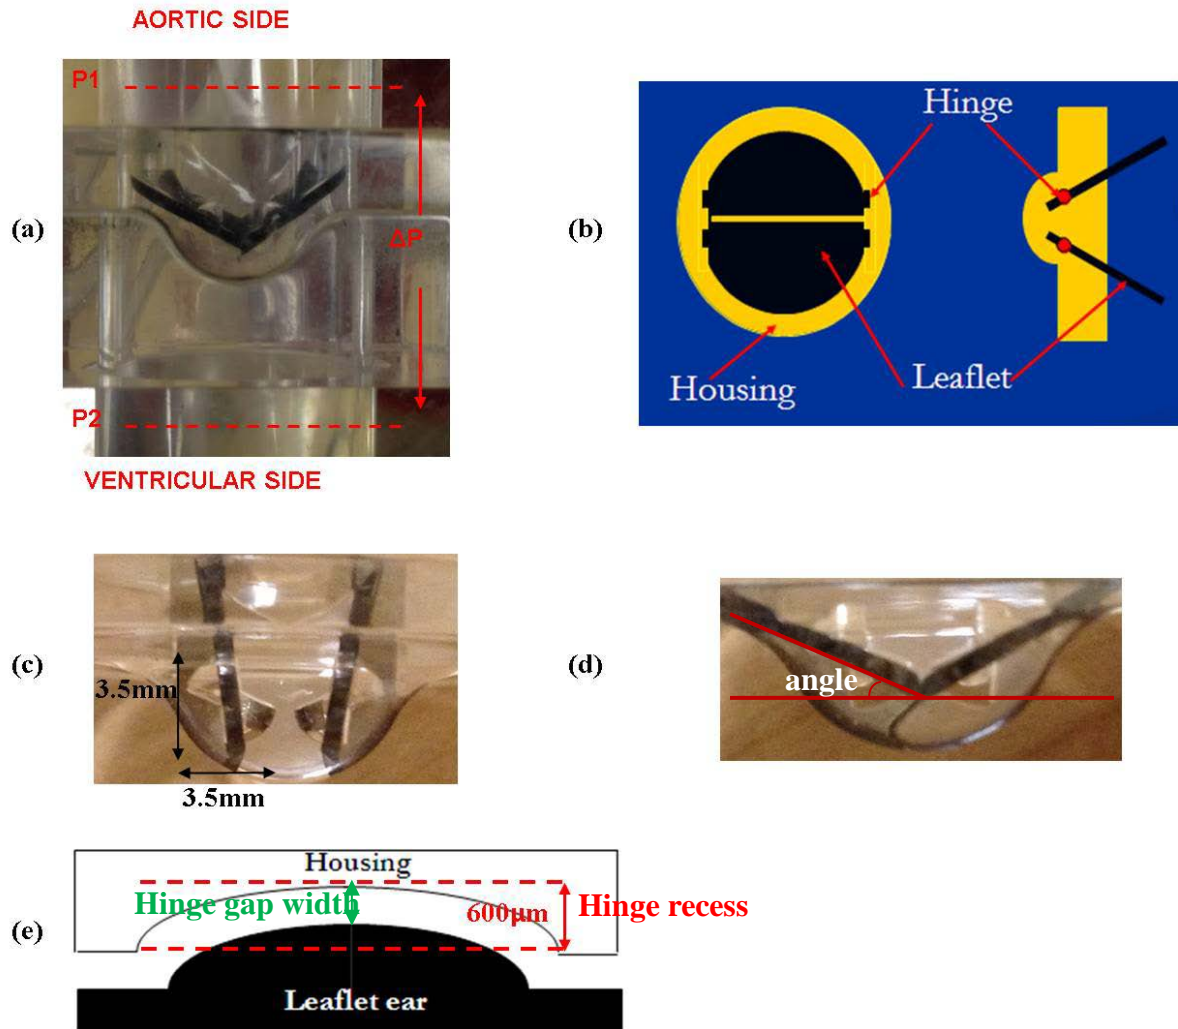 AORTIC SIDE
P1
ΔP
P2
VENTRICULAR SIDE
(a)
(b)
Hinge
Housing
Leaflet
(c)
3.5mm
3.5mm
(d)
angle
(e)
Housing
Hinge gap width
600μm
Hinge recess
Leaflet ear